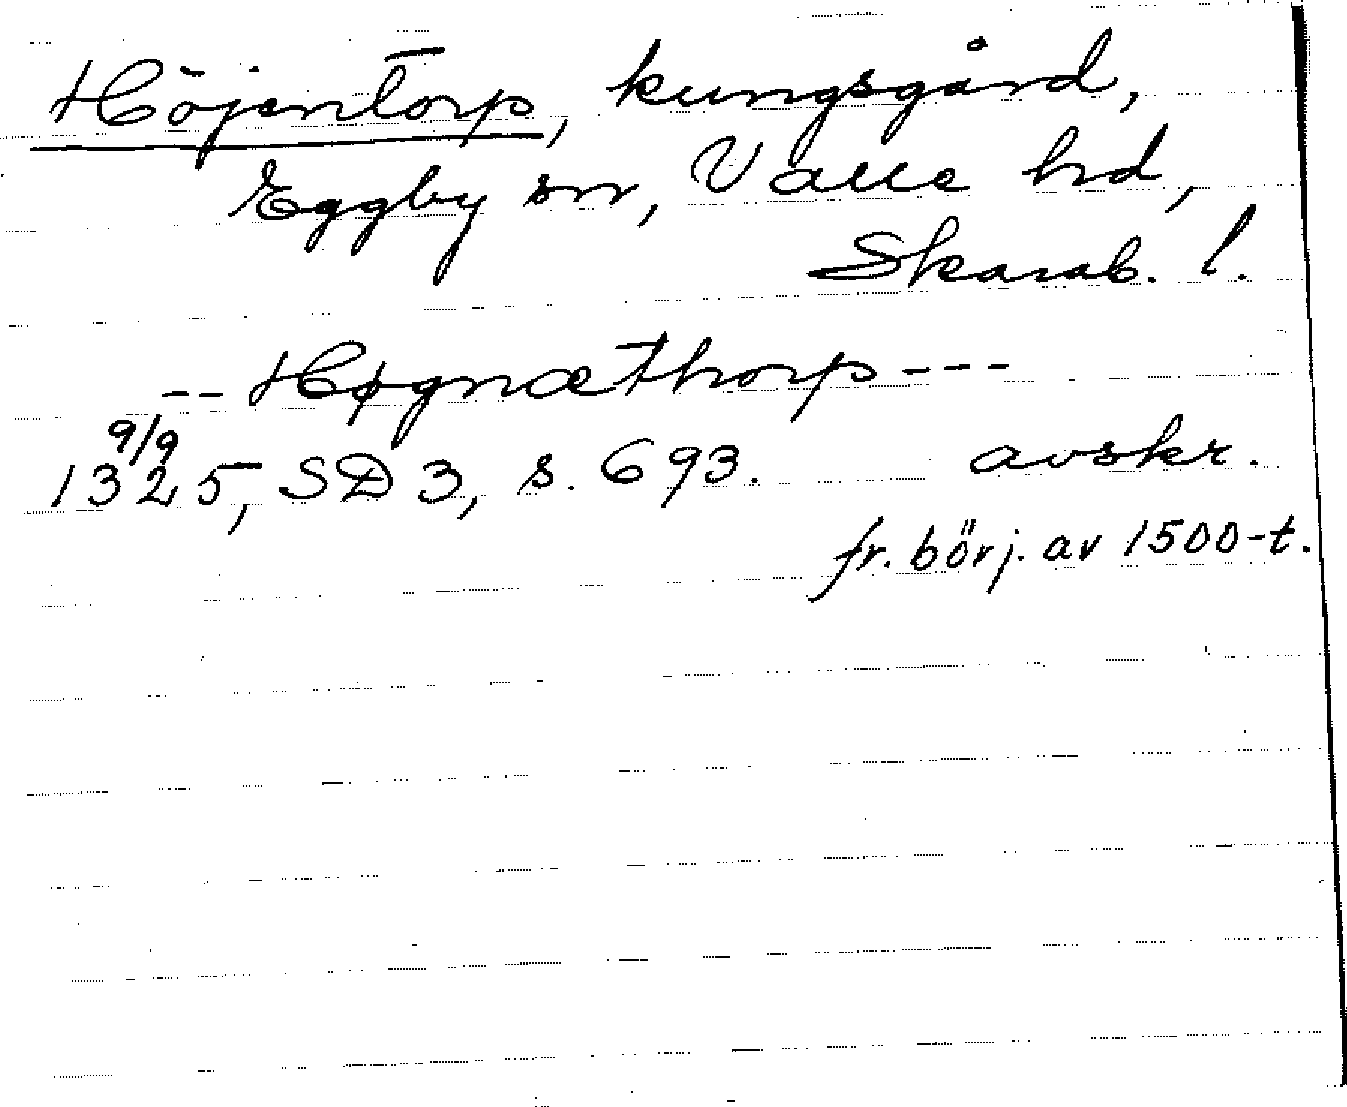 Höjentorp, kungsgård,
Eggby sn, Valle hd,
Skarab. l.
-- Høgnæthorp ---
9/9
1325, SD 3, s. 693. avskr.
fr. börj. av 1500-t.